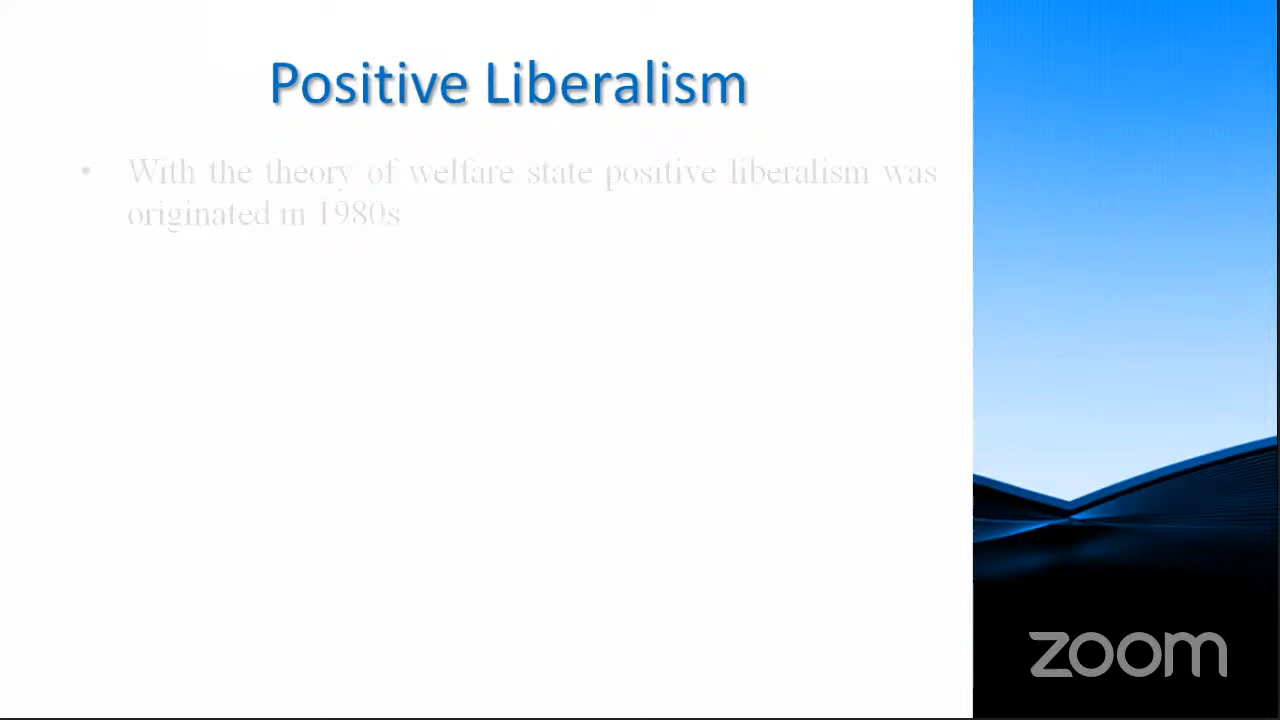 Positive Liberalism
• With the theory of welfare state positive liberalism was
originated in 1980s
zoom